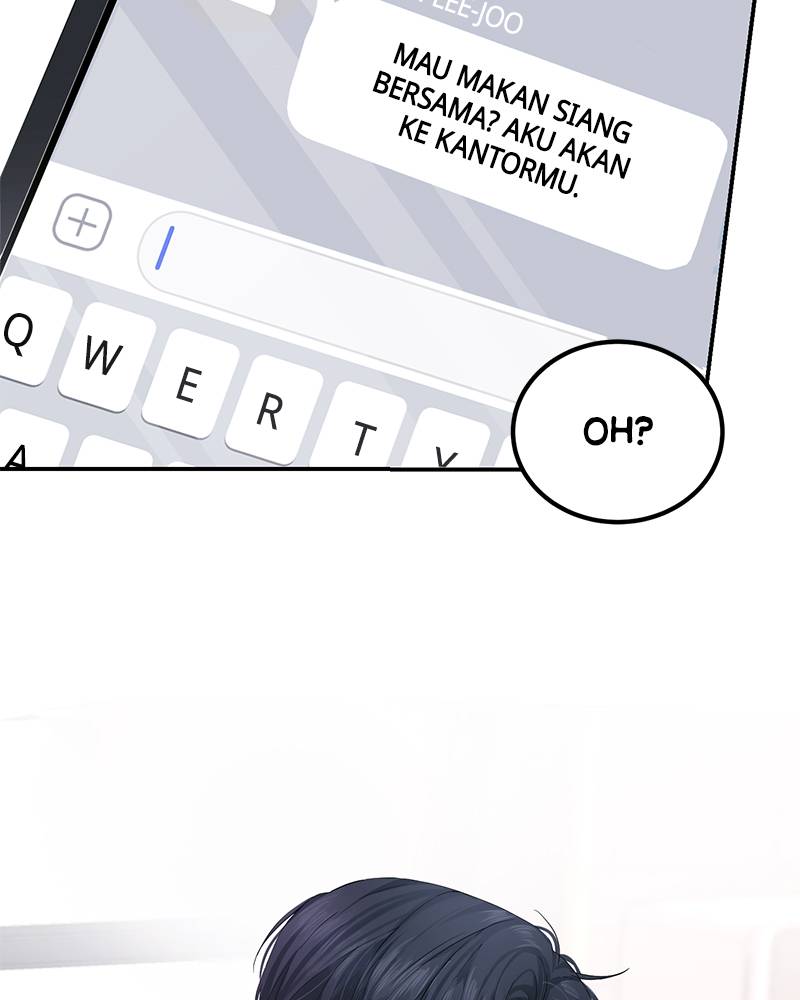 LEE-JOO
MAU MAKAN SIANG
BERSAMA? AKU AKAN
KE KANTORMU.
Q W E R T Y
A
OH?